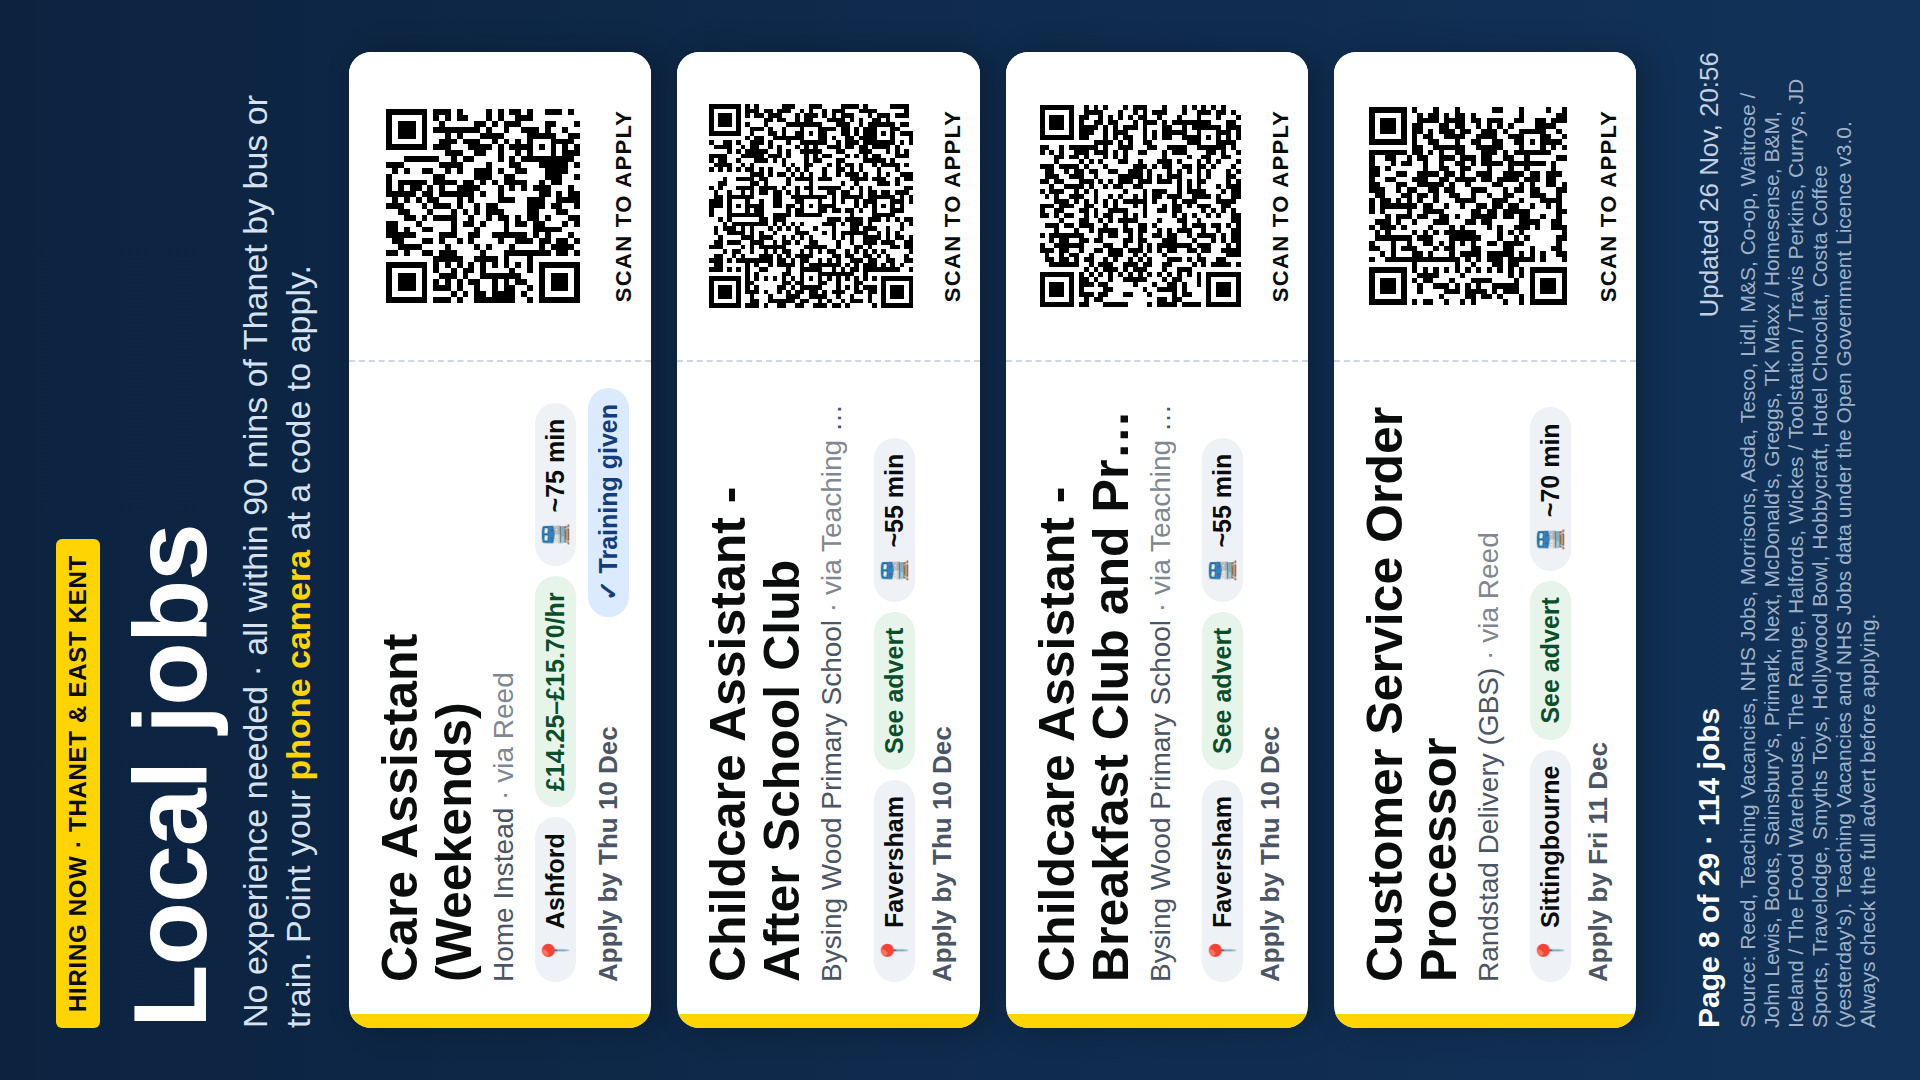 HIRING NOW · THANET & EAST KENT
Local jobs
No experience needed · all within 90 mins of Thanet by bus or
train. Point your phone camera at a code to apply.
Care Assistant
(Weekends)
Home Instead · via Reed
📍 Ashford
£14.25–£15.70/hr
🚆 ~75 min
Apply by Thu 10 Dec
✓ Training given
SCAN TO APPLY
Childcare Assistant -
After School Club
Bysing Wood Primary School · via Teaching …
📍 Faversham
See advert
🚆 ~55 min
Apply by Thu 10 Dec
SCAN TO APPLY
Childcare Assistant -
Breakfast Club and Pr…
Bysing Wood Primary School · via Teaching …
📍 Faversham
See advert
🚆 ~55 min
Apply by Thu 10 Dec
SCAN TO APPLY
Customer Service Order
Processor
Randstad Delivery (GBS) · via Reed
📍 Sittingbourne
See advert
🚆 ~70 min
Apply by Fri 11 Dec
SCAN TO APPLY
Page 8 of 29 · 114 jobs
Updated 26 Nov, 20:56
Source: Reed, Teaching Vacancies, NHS Jobs, Morrisons, Asda, Tesco, Lidl, M&S, Co-op, Waitrose /
John Lewis, Boots, Sainsbury's, Primark, Next, McDonald's, Greggs, TK Maxx / Homesense, B&M,
Iceland / The Food Warehouse, The Range, Halfords, Wickes / Toolstation / Travis Perkins, Currys, JD
Sports, Travelodge, Smyths Toys, Hollywood Bowl, Hobbycraft, Hotel Chocolat, Costa Coffee
(yesterday's). Teaching Vacancies and NHS Jobs data under the Open Government Licence v3.0.
Always check the full advert before applying.